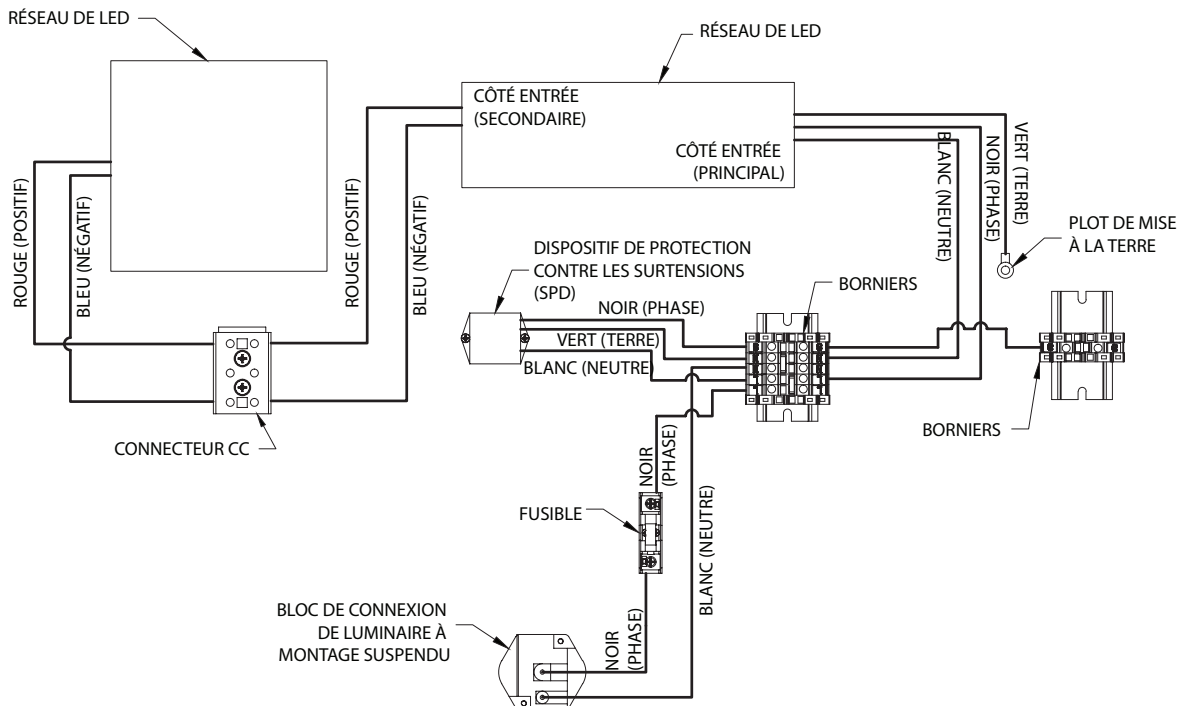 RÉSEAU DE LED
RÉSEAU DE LED
CÔTÉ ENTRÉE
(SECONDAIRE)
CÔTÉ ENTRÉE
(PRINCIPAL)
ROUGE (POSITIF)
BLEU (NÉGATIF)
ROUGE (POSITIF)
BLEU (NÉGATIF)
BLANC (NEUTRE)
NOIR (PHASE)
VERT (TERRE)
PLOT DE MISE
À LA TERRE
DISPOSITIF DE PROTECTION
CONTRE LES SURTENSIONS
(SPD)
BORNIERS
NOIR (PHASE)
VERT (TERRE)
BLANC (NEUTRE)
CONNECTEUR CC
BORNIERS
NOIR
(PHASE)
FUSIBLE
BLANC (NEUTRE)
BLOC DE CONNEXION
DE LUMINAIRE À
MONTAGE SUSPENDU
NOIR
(PHASE)